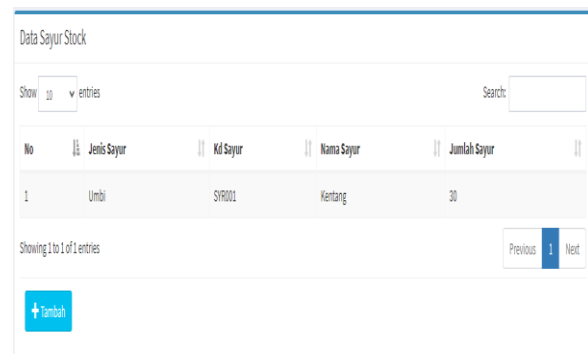 Data Sayur Stock
Show 10 entries Search:
No Jenis Sayur Kd Sayur Nama Sayur Jumlah Sayur
1 Umbi SYR001 Kentang 30
Showing 1 to 1 of 1 entries Previous 1 Next
+ Tambah